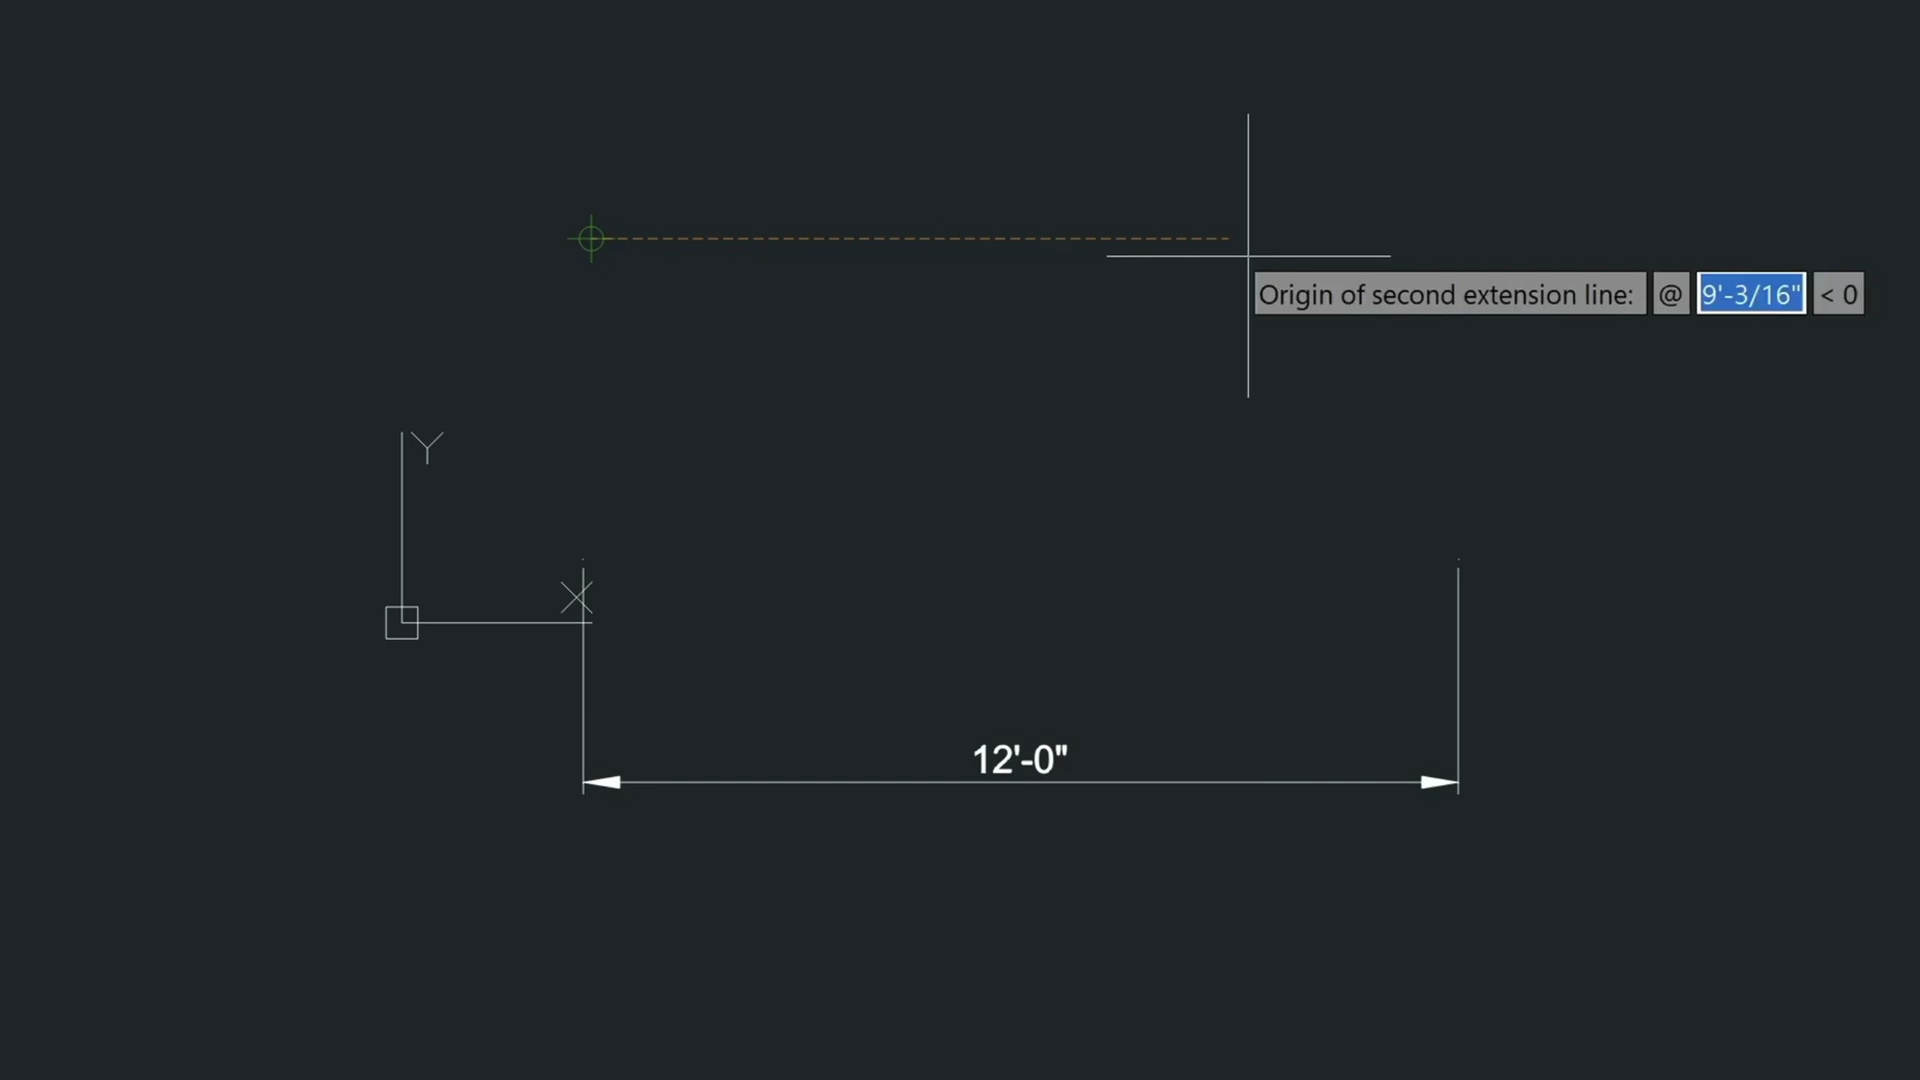 Origin of second extension line: @ 9'-3/16" < 0
Y
X
12'-0"